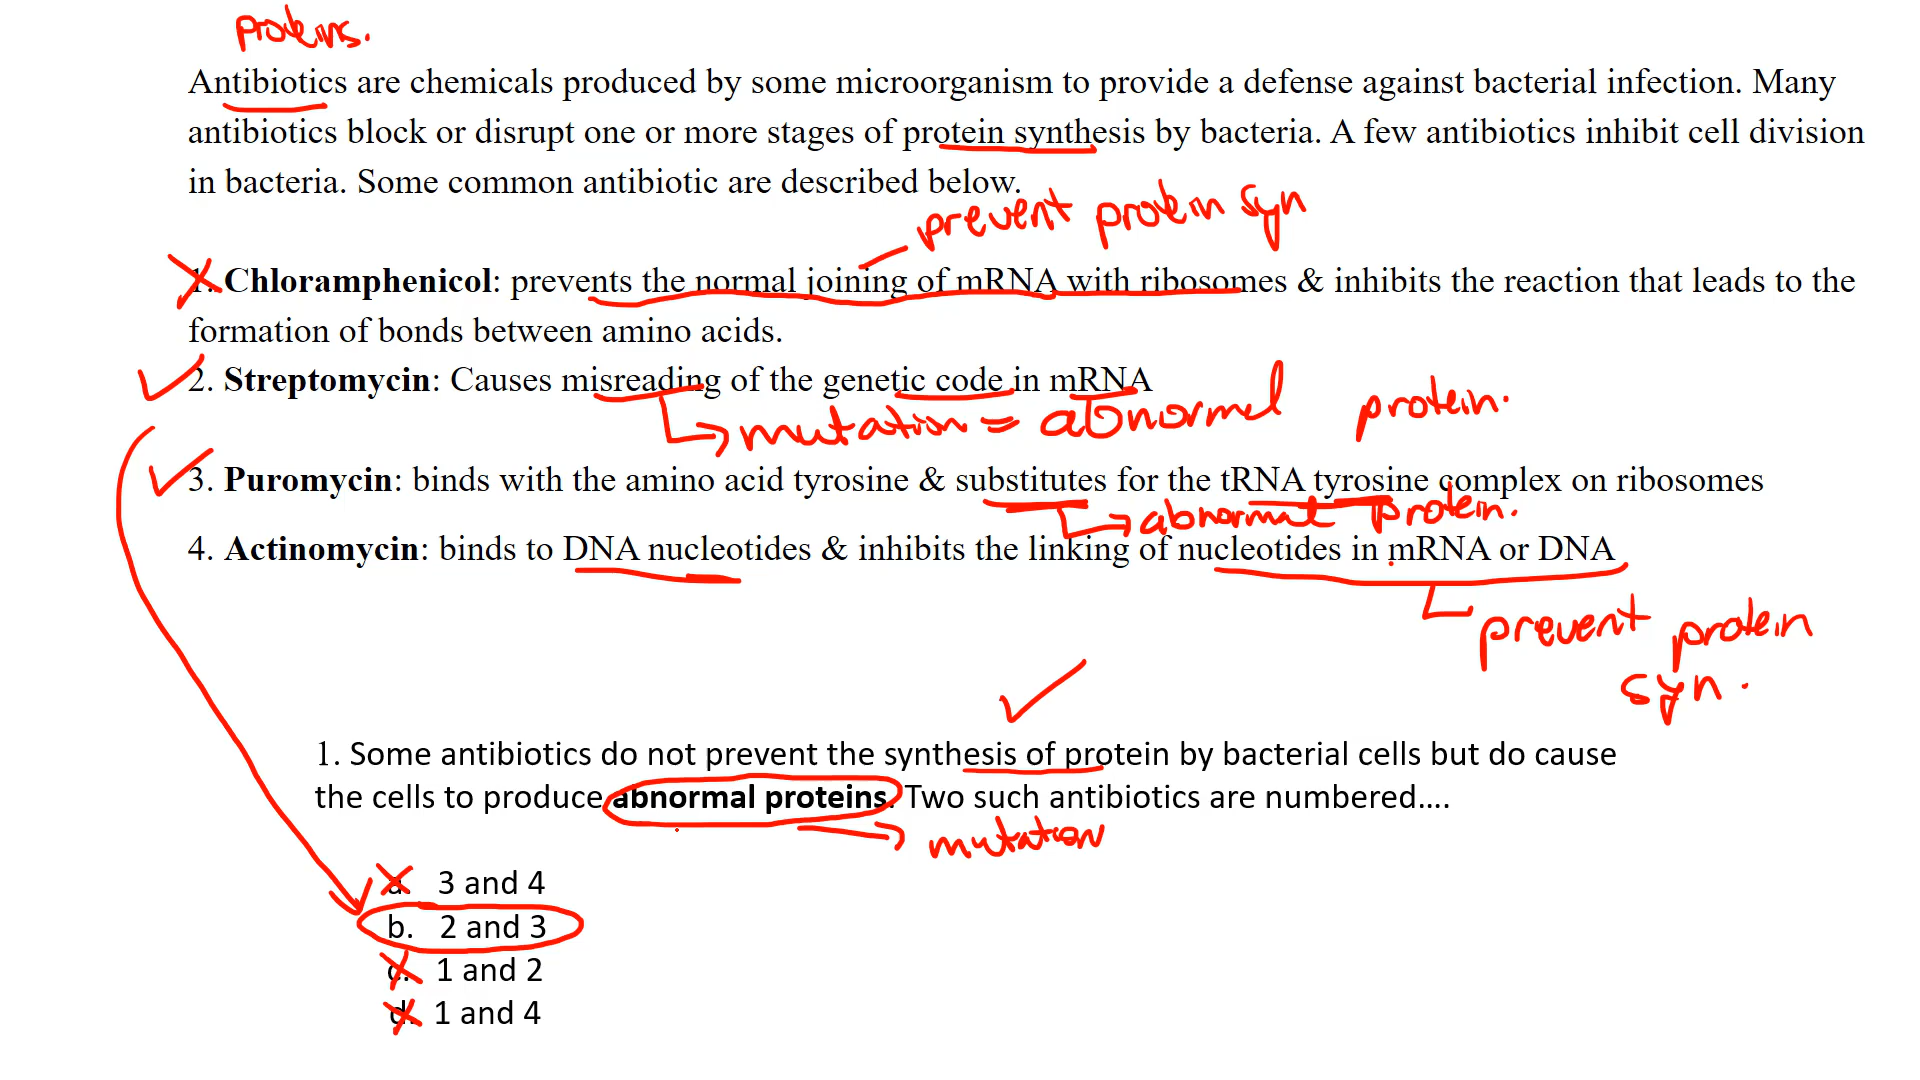 proteins.
Antibiotics are chemicals produced by some microorganism to provide a defense against bacterial infection. Many
antibiotics block or disrupt one or more stages of protein synthesis by bacteria. A few antibiotics inhibit cell division
in bacteria. Some common antibiotic are described below.
prevent protein syn
1. Chloramphenicol: prevents the normal joining of mRNA with ribosomes & inhibits the reaction that leads to the
formation of bonds between amino acids.
2. Streptomycin: Causes misreading of the genetic code in mRNA
mutation = abnormal protein.
3. Puromycin: binds with the amino acid tyrosine & substitutes for the tRNA tyrosine complex on ribosomes
abnormal protein.
4. Actinomycin: binds to DNA nucleotides & inhibits the linking of nucleotides in mRNA or DNA
prevent protein
syn.
1. Some antibiotics do not prevent the synthesis of protein by bacterial cells but do cause
the cells to produce abnormal proteins. Two such antibiotics are numbered....
mutation
a. 3 and 4
b. 2 and 3
c. 1 and 2
d. 1 and 4